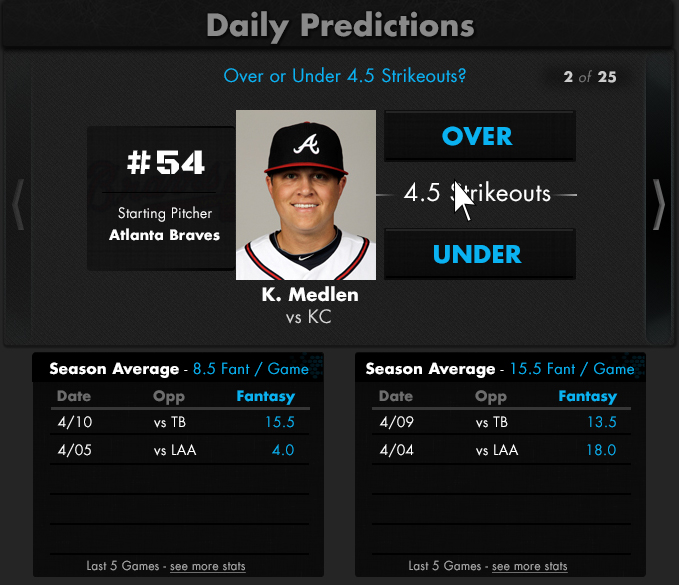 Daily Predictions
Over or Under 4.5 Strikeouts?
2 of 25
#54
Starting Pitcher
Atlanta Braves
A
OVER
4.5 Strikeouts
UNDER
K. Medlen
vs KC
Season Average - 8.5 Fant / Game
Date Opp Fantasy
4/10 vs TB 15.5
4/05 vs LAA 4.0
Last 5 Games - see more stats
Season Average - 15.5 Fant / Game
Date Opp Fantasy
4/09 vs TB 13.5
4/04 vs LAA 18.0
Last 5 Games - see more stats